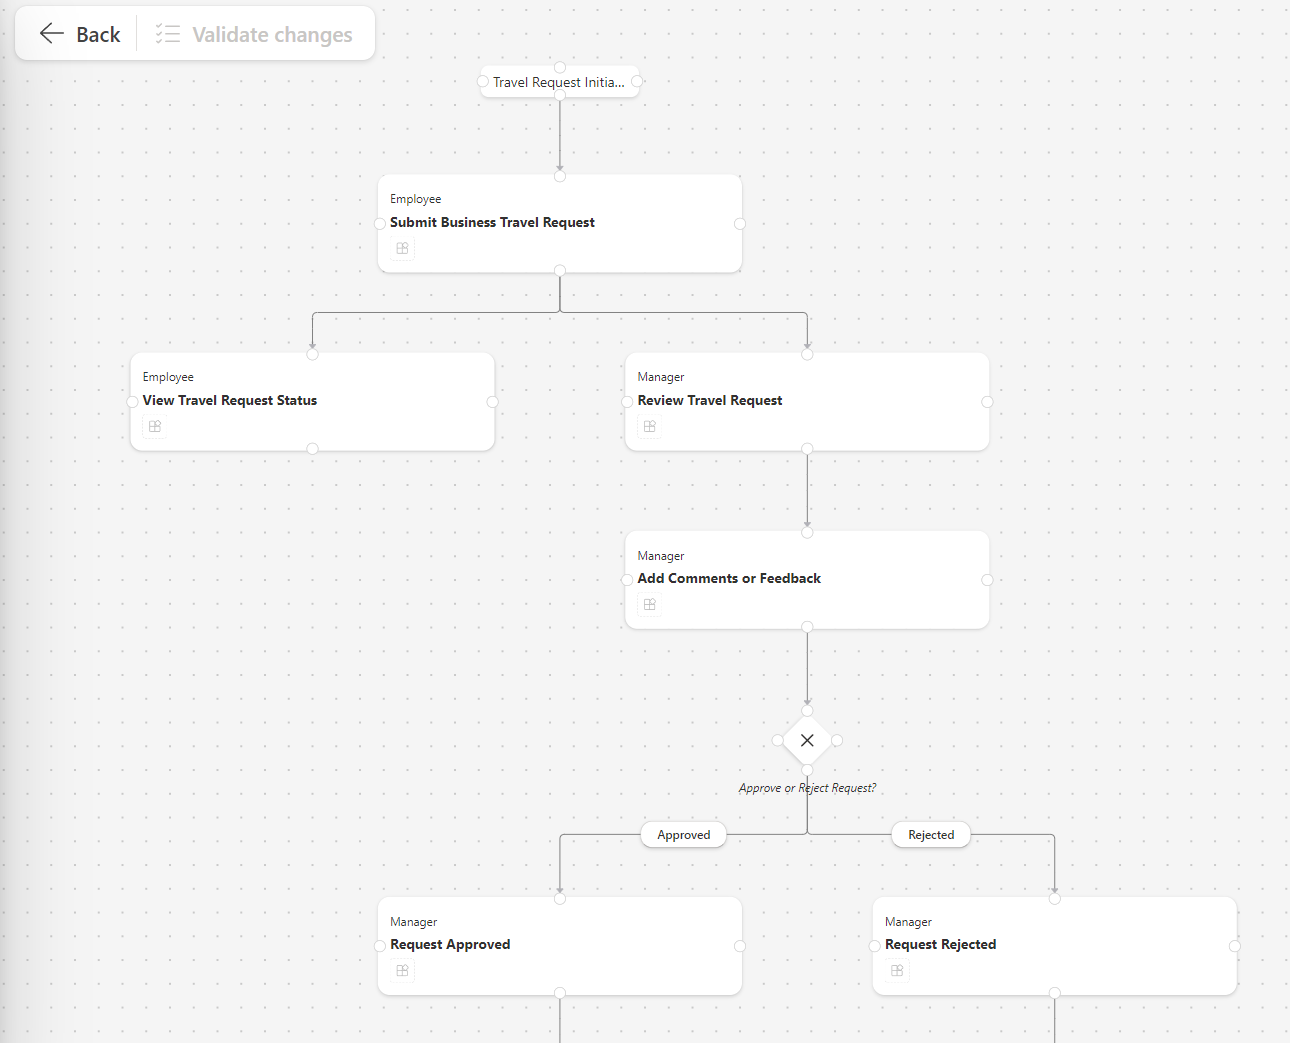 Back
Validate changes
Travel Request Initia...
Employee
Submit Business Travel Request
Employee
View Travel Request Status
Manager
Review Travel Request
Manager
Add Comments or Feedback
Approve or Reject Request?
Approved
Rejected
Manager
Request Approved
Manager
Request Rejected